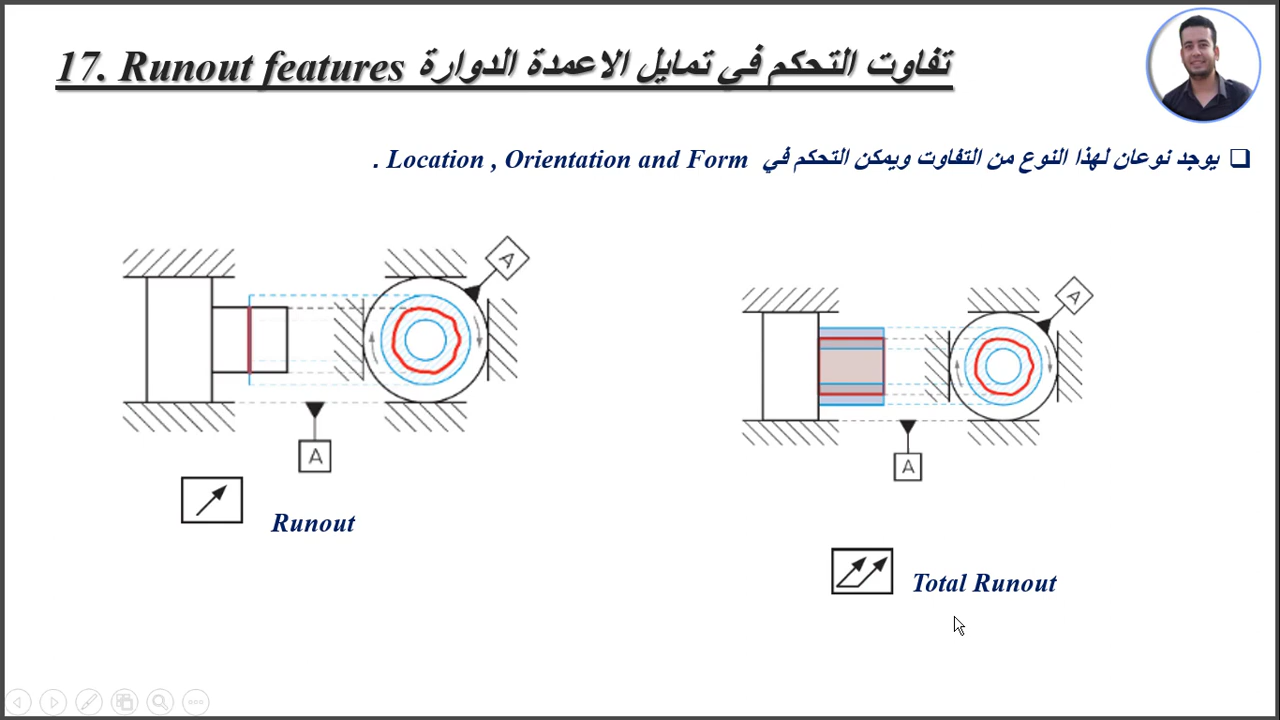 17. Runout features تفاوت التحكم في تمايل الاعمدة الدوارة
❑ يوجد نوعان لهذا النوع من التفاوت ويمكن التحكم في Location , Orientation and Form .
A
A
A
A
Runout
Total Runout